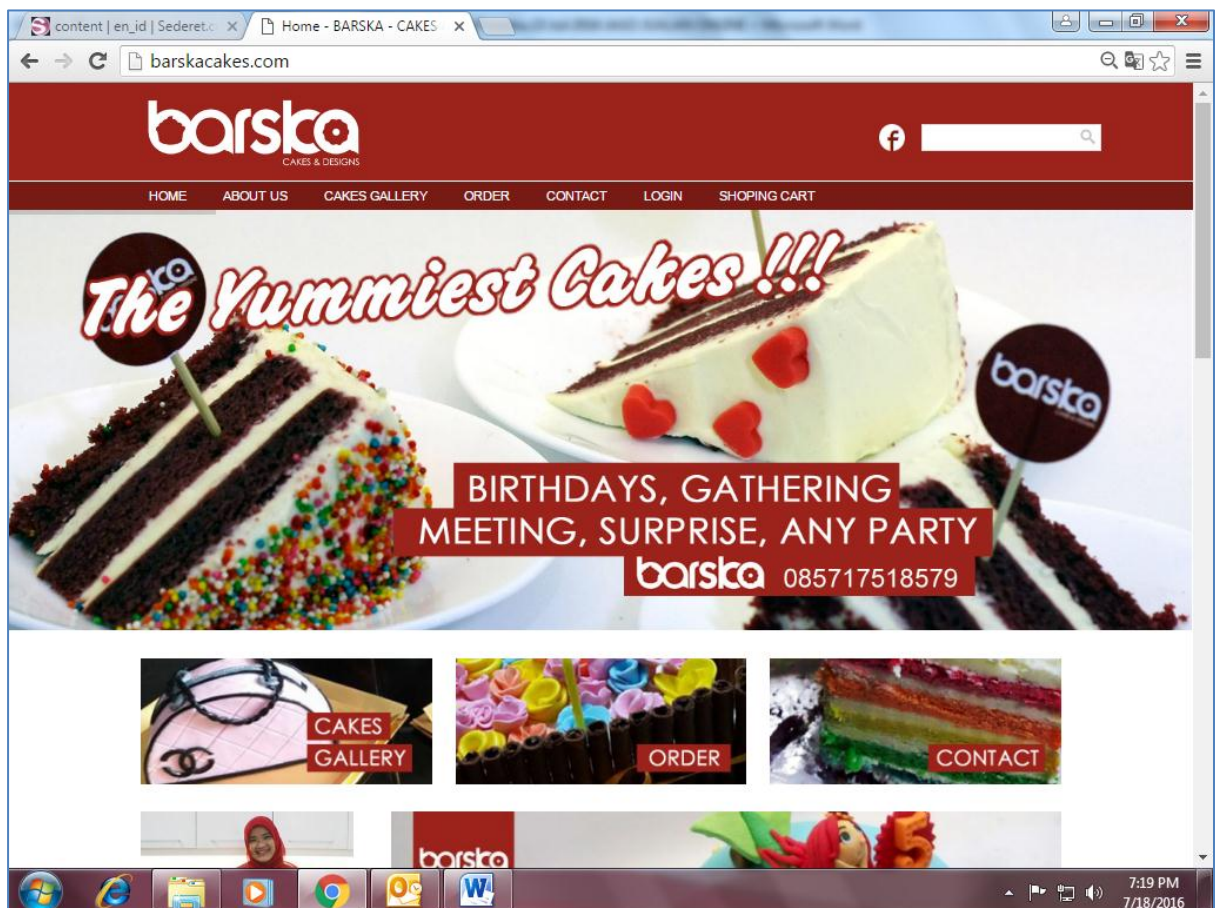 content | en_id | Sederet.c
Home - BARSKA - CAKES
barskacakes.com
barska
CAKES & DESIGNS
HOME ABOUT US CAKES GALLERY ORDER CONTACT LOGIN SHOPING CART
The Yummiest Cakes !!!
barska
BIRTHDAYS, GATHERING
MEETING, SURPRISE, ANY PARTY
barska 085717518579
CAKES
GALLERY
ORDER
CONTACT
barska
5
7:19 PM
7/18/2016